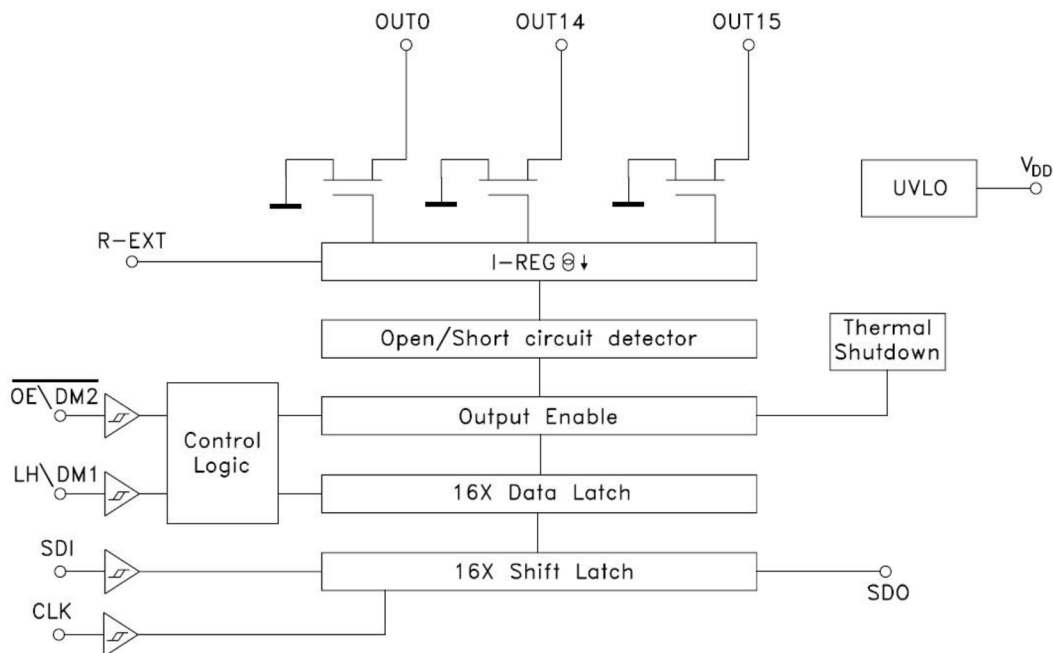 OUT0
OUT14
OUT15
UVLO
VDD
R-EXT
I-REG
Open/Short circuit detector
Thermal
Shutdown
OE\DM2
Output Enable
Control
Logic
LH\DM1
16X Data Latch
SDI
16X Shift Latch
SDO
CLK